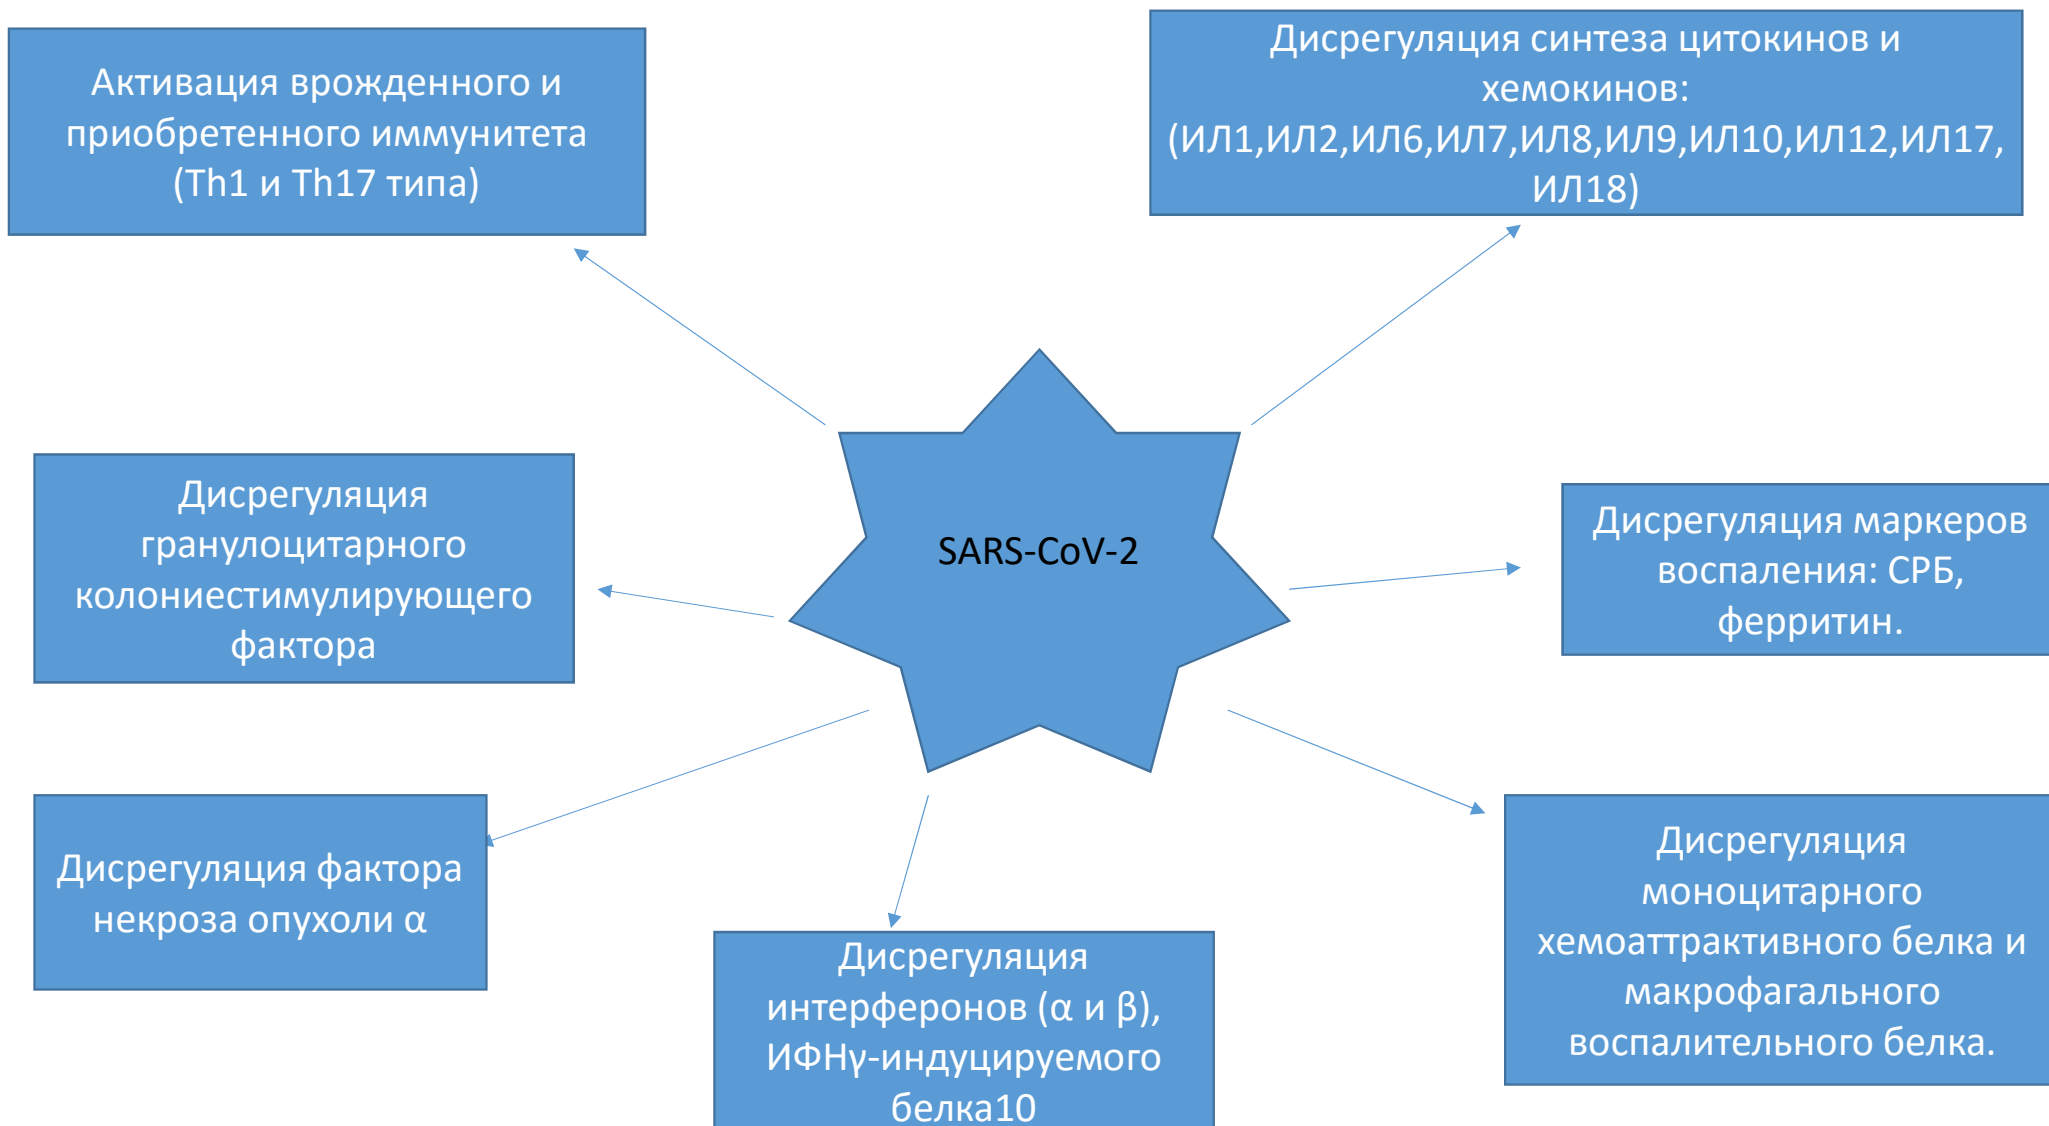 Активация врожденного и
приобретенного иммунитета
(Th1 и Th17 типа)
Дисрегуляция синтеза цитокинов и
хемокинов:
(ИЛ1,ИЛ2,ИЛ6,ИЛ7,ИЛ8,ИЛ9,ИЛ10,ИЛ12,ИЛ17,
ИЛ18)
Дисрегуляция
гранулоцитарного
колониестимулирующего
фактора
SARS-CoV-2
Дисрегуляция маркеров
воспаления: СРБ,
ферритин.
Дисрегуляция фактора
некроза опухоли α
Дисрегуляция
интерферонов (α и β),
ИФНγ-индуцируемого
белка10
Дисрегуляция
моноцитарного
хемоаттрактивного белка и
макрофагального
воспалительного белка.